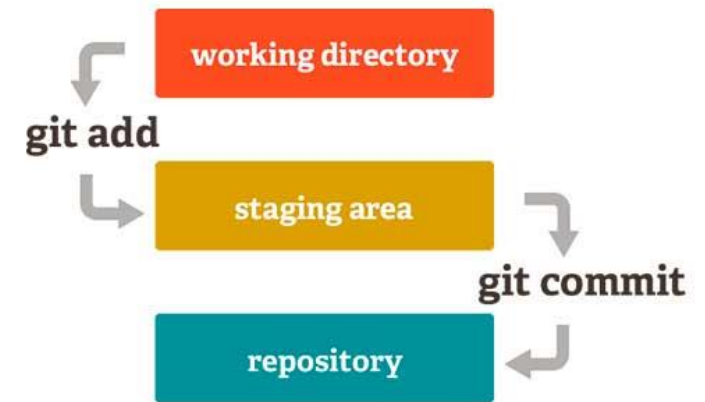 working directory
git add
staging area
git commit
repository